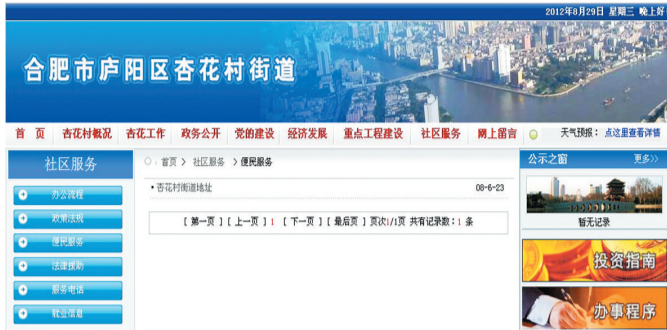 2012年8月29日 星期三 晚上好
合肥市庐阳区杏花村街道
首 页 杏花村概况 杏花工作 政务公开 党的建设 经济发展 重点工程建设 社区服务 网上留言 天气预报： 点这里查看详情
社区服务
办公流程
政策法规
便民服务
法律援助
服务电话
就业信息
首页 > 社区服务 > 便民服务
•杏花村街道地址 08-6-23
[ 第一页 ] [ 上一页 ] 1 [ 下一页 ] [ 最后页 ] 页次1/1页 共有记录数：1 条
公示之窗 更多>>
暂无记录
投资指南
办事程序